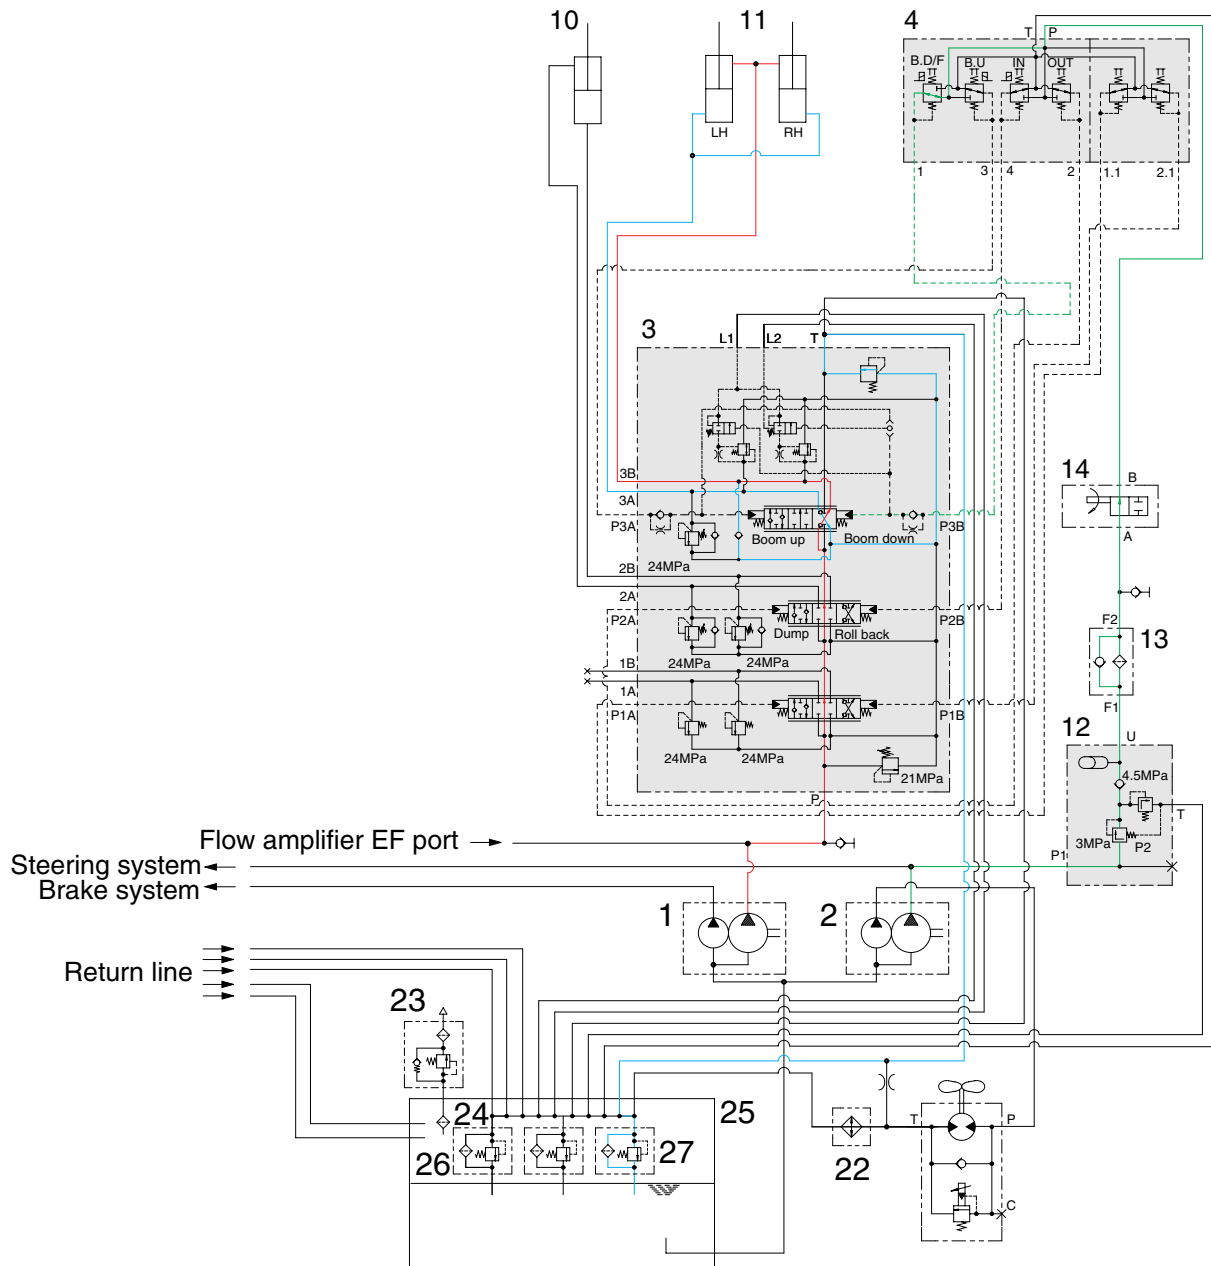 10
11
4
T P
B.D/F B.U IN OUT
LH RH
1 3 4 2 1.1 2.1
3
L1 L2 T
14
B
A
3B
3A
P3A P3B
Boom up Boom down
24MPa
2B
2A
P2A P2B
Dump Roll back
24MPa 24MPa
1B
1A
P1A P1B
24MPa 24MPa
21MPa
P
F2
13
F1
12
U
4.5MPa
T
3MPa P2
P1
Flow amplifier EF port
Steering system
Brake system
1 2
Return line
23
24 25
26 27
22
T P
C